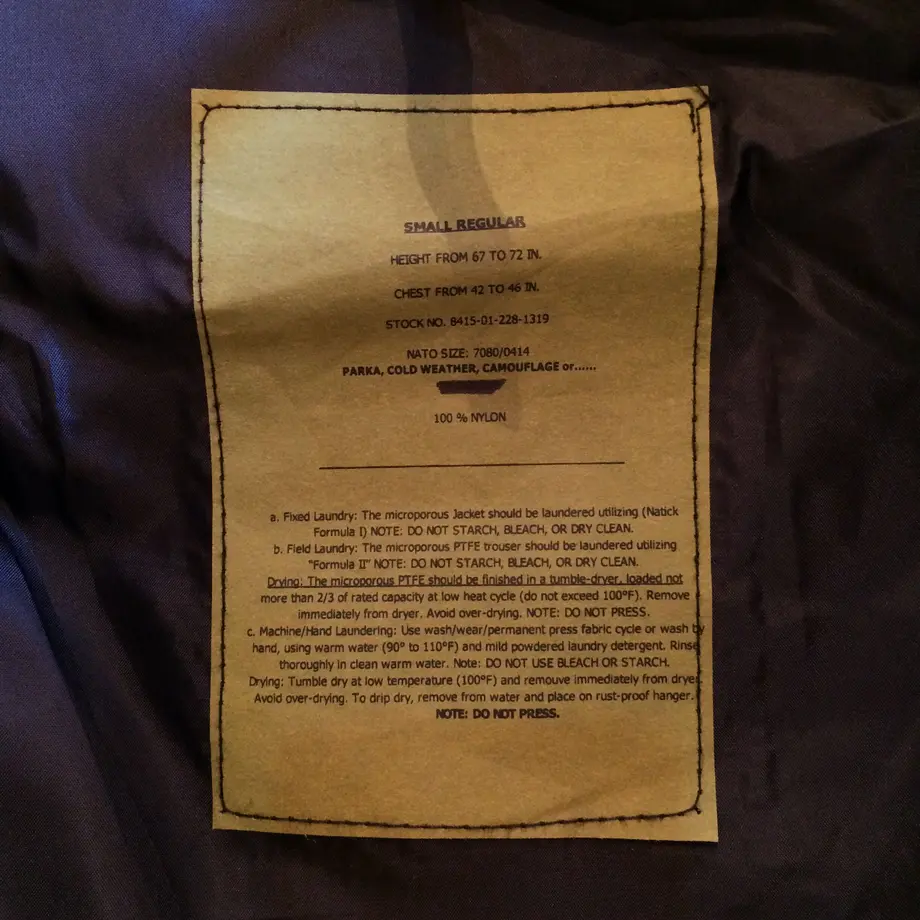 SMALL REGULAR
HEIGHT FROM 67 TO 72 IN.
CHEST FROM 42 TO 46 IN.
STOCK NO. 8415-01-228-1319
NATO SIZE: 7080/0414
PARKA, COLD WEATHER, CAMOUFLAGE or......
100 % NYLON
a. Fixed Laundry: The microporous Jacket should be laundered utilizing (Natick
Formula I) NOTE: DO NOT STARCH, BLEACH, OR DRY CLEAN.
b. Field Laundry: The microporous PTFE trouser should be laundered utilizing
"Formula II" NOTE: DO NOT STARCH, BLEACH, OR DRY CLEAN.
Drying: The microporous PTFE should be finished in a tumble-dryer, loaded not
more than 2/3 of rated capacity at low heat cycle (do not exceed 100ºF). Remove
immediately from dryer. Avoid over-drying. NOTE: DO NOT PRESS.
c. Machine/Hand Laundering: Use wash/wear/permanent press fabric cycle or wash by
hand, using warm water (90º to 110ºF) and mild powdered laundry detergent. Rinse
thoroughly in clean warm water. Note: DO NOT USE BLEACH OR STARCH.
Drying: Tumble dry at low temperature (100ºF) and remouve immediately from dryer.
Avoid over-drying. To drip dry, remove from water and place on rust-proof hanger.
NOTE: DO NOT PRESS.